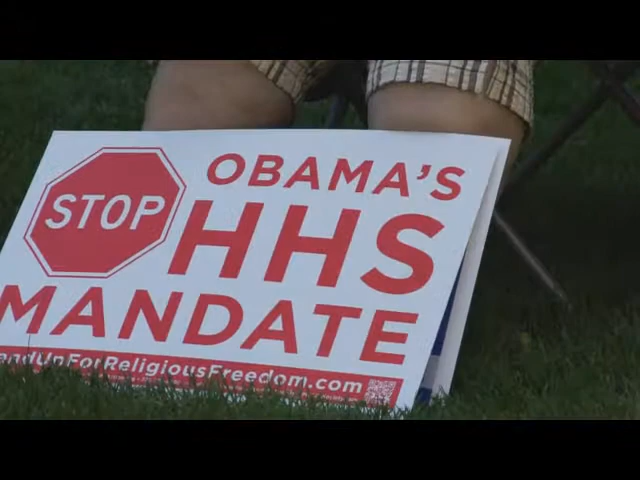 STOP
OBAMA'S
HHS
MANDATE
andUpForReligiousFreedom.com